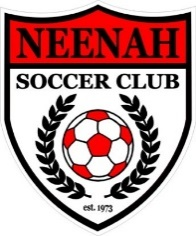 NEENAH
SOCCER CLUB
est. 1973